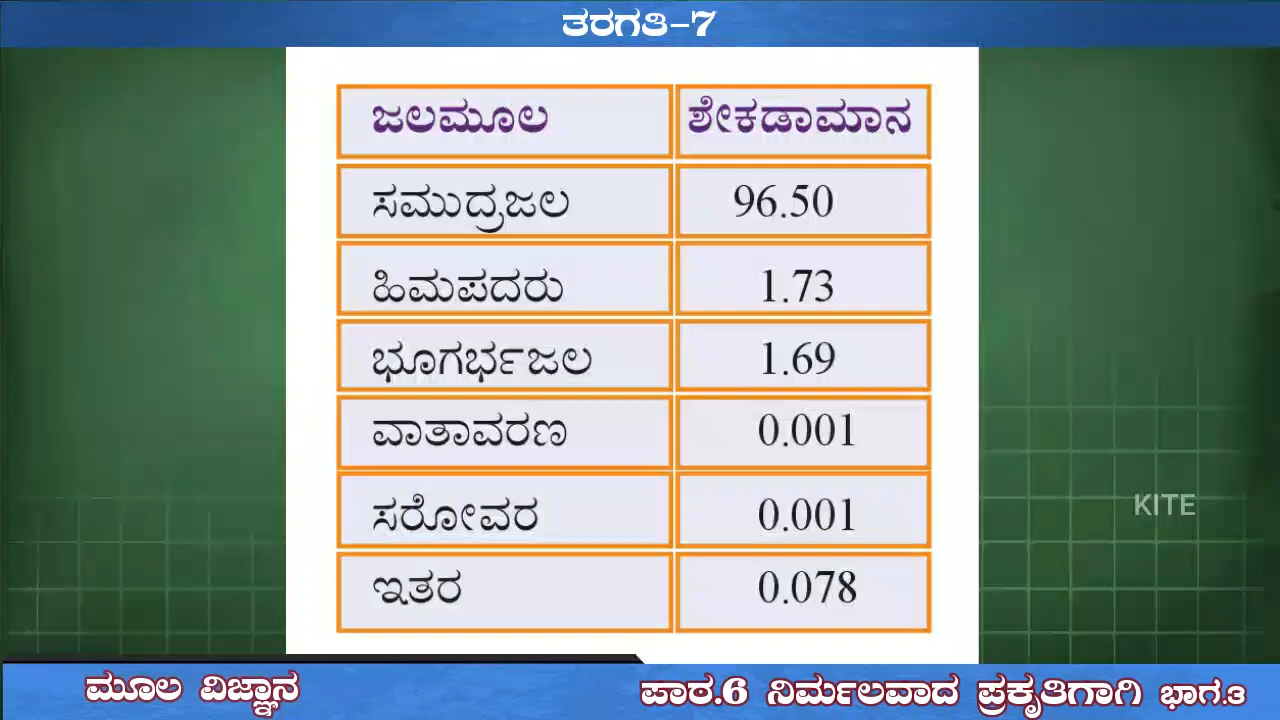 ತರಗತಿ-7
ಜಲಮೂಲ ಶೇಕಡಾಮಾನ
ಸಮುದ್ರಜಲ 96.50
ಹಿಮಪದರು 1.73
ಭೂಗರ್ಭಜಲ 1.69
ವಾತಾವರಣ 0.001
ಸರೋವರ 0.001
ಇತರ 0.078
KITE
ಮೂಲ ವಿಜ್ಞಾನ ಪಾಠ.6 ನಿರ್ಮಲವಾದ ಪ್ರಕೃತಿಗಾಗಿ ಭಾಗ.3